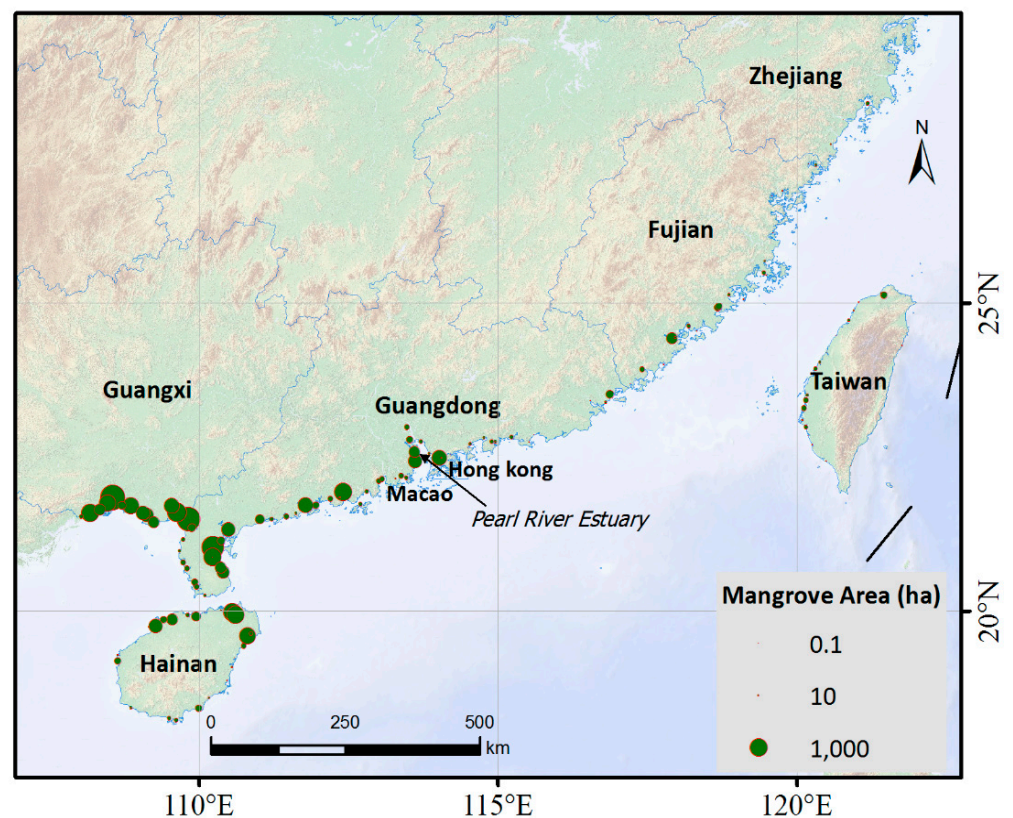 Zhejiang
N
Fujian
25°N
Taiwan
Guangxi
Guangdong
Hong kong
Macao
Pearl River Estuary
Mangrove Area (ha)
0.1
10
1,000
20°N
Hainan
0 250 500
km
110°E 115°E 120°E